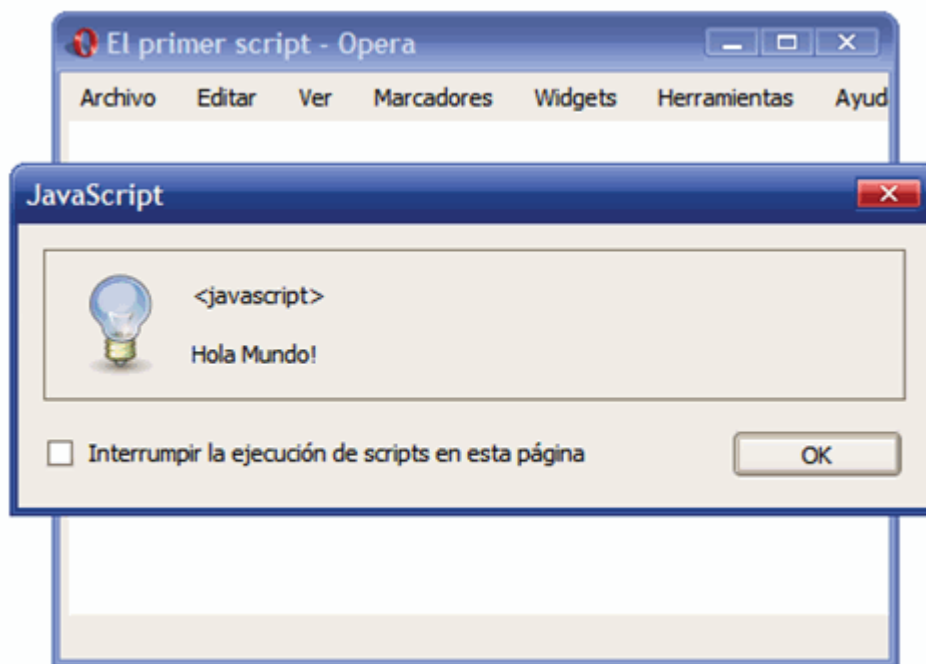 El primer script - Opera
Archivo Editar Ver Marcadores Widgets Herramientas Ayud
JavaScript
<javascript>
Hola Mundo!
Interrumpir la ejecución de scripts en esta página
OK